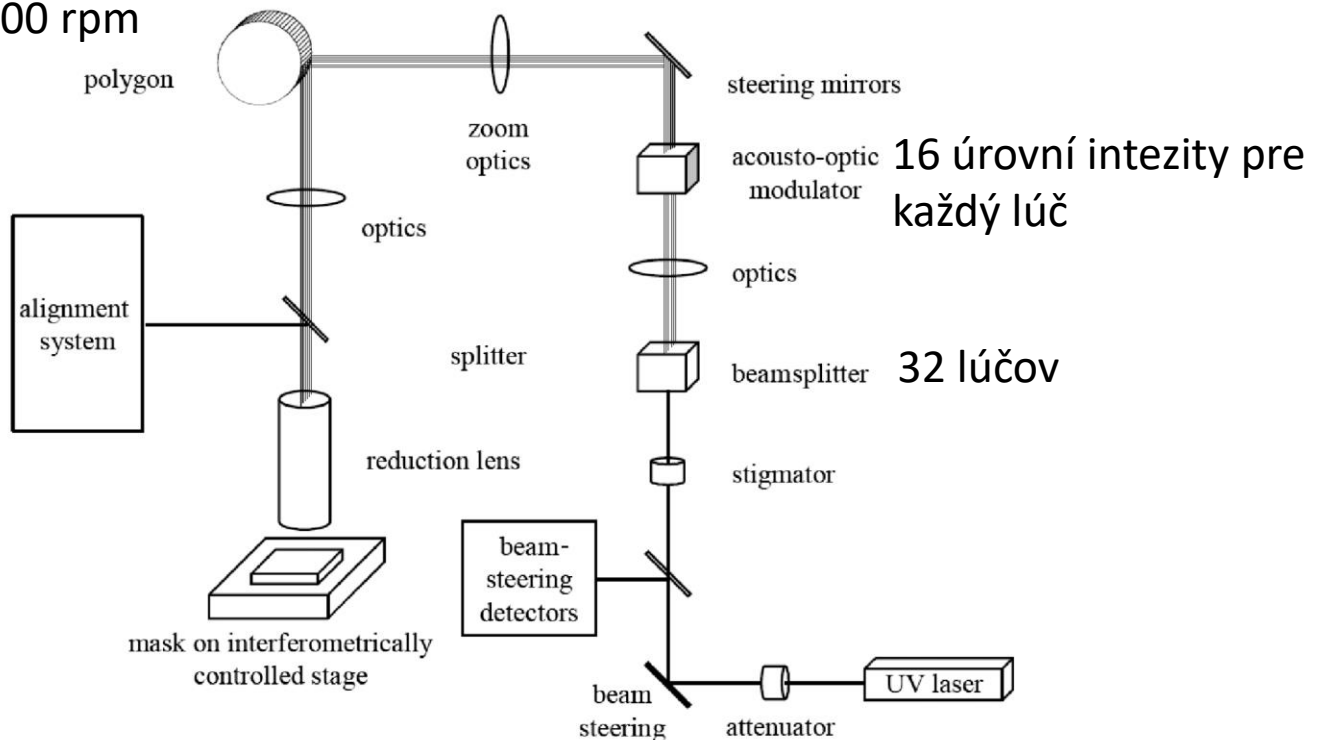 00 rpm
polygon
zoom
optics
steering mirrors
acousto-optic
modulator
16 úrovní intezity pre
každý lúč
optics
optics
alignment
system
splitter
beamsplitter
32 lúčov
reduction lens
stigmator
beam-
steering
detectors
mask on interferometrically
controlled stage
beam
steering
attenuator
UV laser